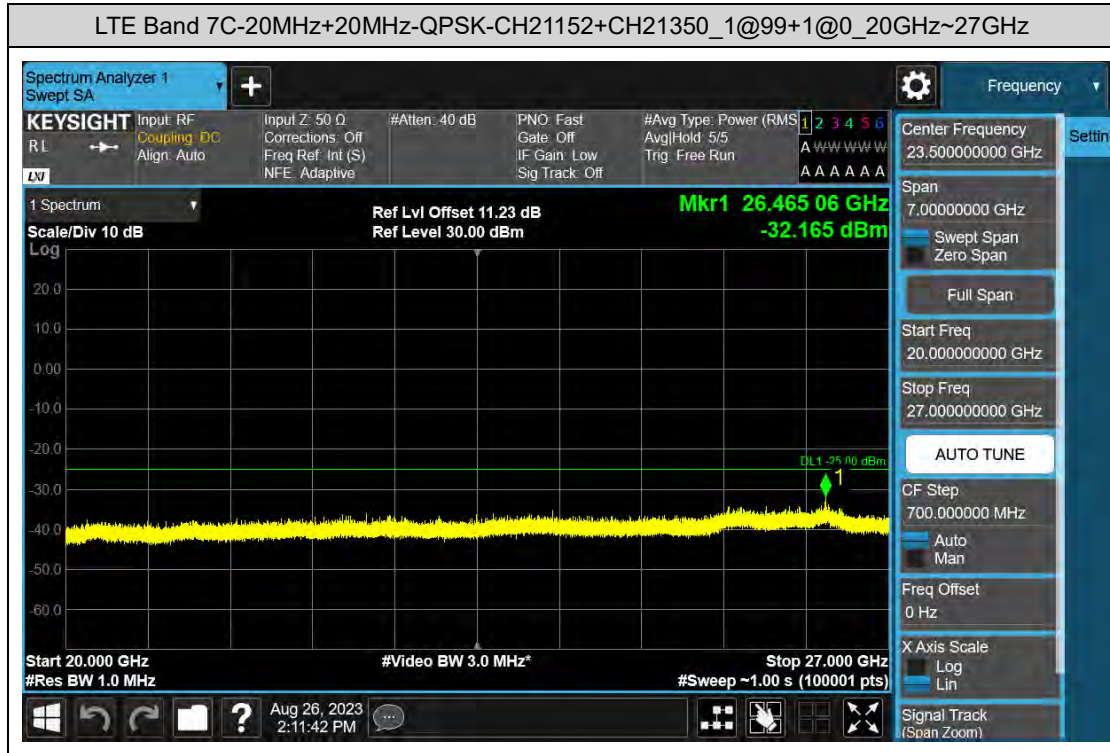 LTE Band 7C-20MHz+20MHz-QPSK-CH21152+CH21350_1@99+1@0_20GHz~27GHz
Spectrum Analyzer 1
Swept SA
+
Frequency
KEYSIGHT
RL
LXI
Input: RF
Coupling: DC
Align: Auto
Input Z: 50 Ω
Corrections: Off
Freq Ref: Int (S)
NFE: Adaptive
#Atten: 40 dB
PNO: Fast
Gate: Off
IF Gain: Low
Sig Track: Off
#Avg Type: Power (RMS
Avg|Hold: 5/5
Trig: Free Run
1 2 3 4 5 6
A W W W W W
A A A A A A
1 Spectrum
Scale/Div 10 dB
Log
Ref Lvl Offset 11.23 dB
Ref Level 30.00 dBm
Mkr1 26.465 06 GHz
-32.165 dBm
20.0
10.0
0.00
-10.0
-20.0
-30.0
-40.0
-50.0
-60.0
DL1 -25.00 dBm
1
Start 20.000 GHz
#Res BW 1.0 MHz
#Video BW 3.0 MHz*
Stop 27.000 GHz
#Sweep ~1.00 s (100001 pts)
Center Frequency
23.500000000 GHz
Span
7.00000000 GHz
Swept Span
Zero Span
Full Span
Start Freq
20.000000000 GHz
Stop Freq
27.000000000 GHz
AUTO TUNE
CF Step
700.000000 MHz
Auto
Man
Freq Offset
0 Hz
X Axis Scale
Log
Lin
Signal Track
(Span Zoom)
Settin
?
Aug 26, 2023
2:11:42 PM